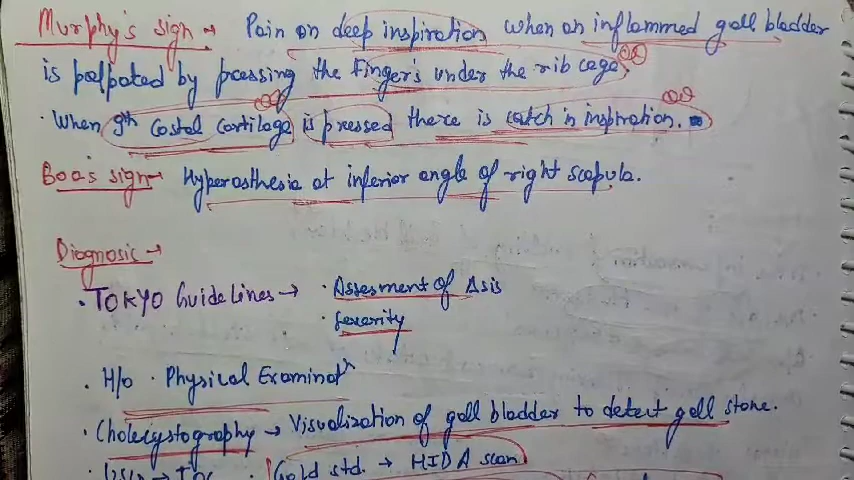 Murphy's sign → Pain on deep inspiration when an inflammed gall bladder
is palpated by pressing the finger's under the rib cage.
· When 9th costal cartilage is pressed there is catch in inspiration.
Boas sign → Hyperasthesia at inferior angle of right scapula.
Diagnosis →
· TOKYO Guidelines → · Assesment of Asis
· Severity
· H/o · Physical Examinatn
· Cholecystography → Visualization of gall bladder to detect gall stone.
Gold std. → HIDA scan